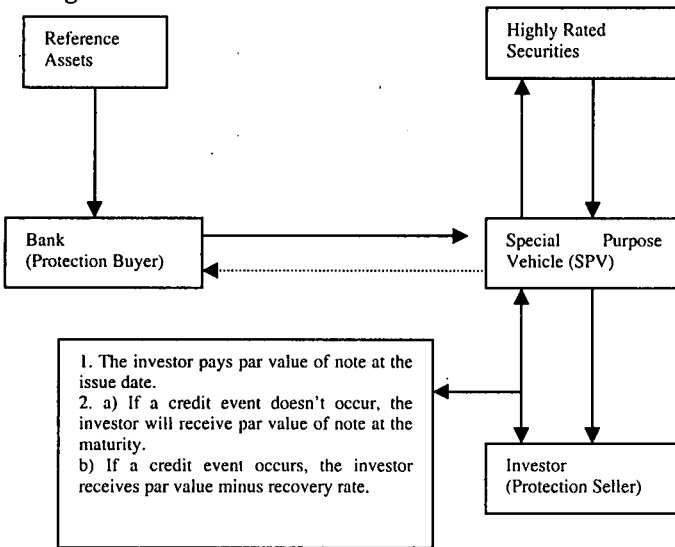 Reference
Assets
Highly Rated
Securities
Bank
(Protection Buyer)
Special Purpose
Vehicle (SPV)
1. The investor pays par value of note at the
issue date.
2. a) If a credit event doesn't occur, the
investor will receive par value of note at the
maturity.
b) If a credit event occurs, the investor
receives par value minus recovery rate.
Investor
(Protection Seller)